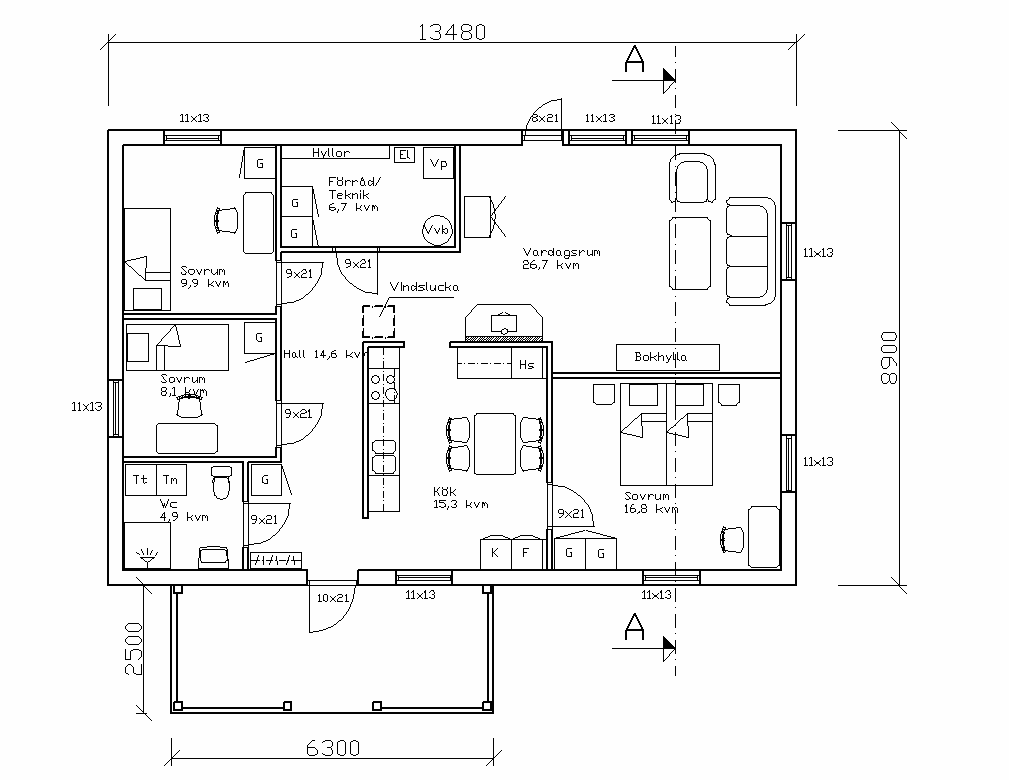 13480
A
11x13
8x21
11x13
11x13
Hyllor
El
Vp
G
Förråd/
Teknik
6,7 kvm
G
G
Vvb
Vardagsrum
26,7 kvm
11x13
Sovrum
9,9 kvm
9x21
9x21
Vindslucka
G
Hall 14,6 kvm
Hs
Bokhylla
8900
Sovrum
8,1 kvm
11x13
9x21
11x13
Tt
Tm
G
Wc
4,9 kvm
Kök
15,3 kvm
Sovrum
16,8 kvm
9x21
9x21
K
F
G
G
10x21
11x13
11x13
A
2500
6300